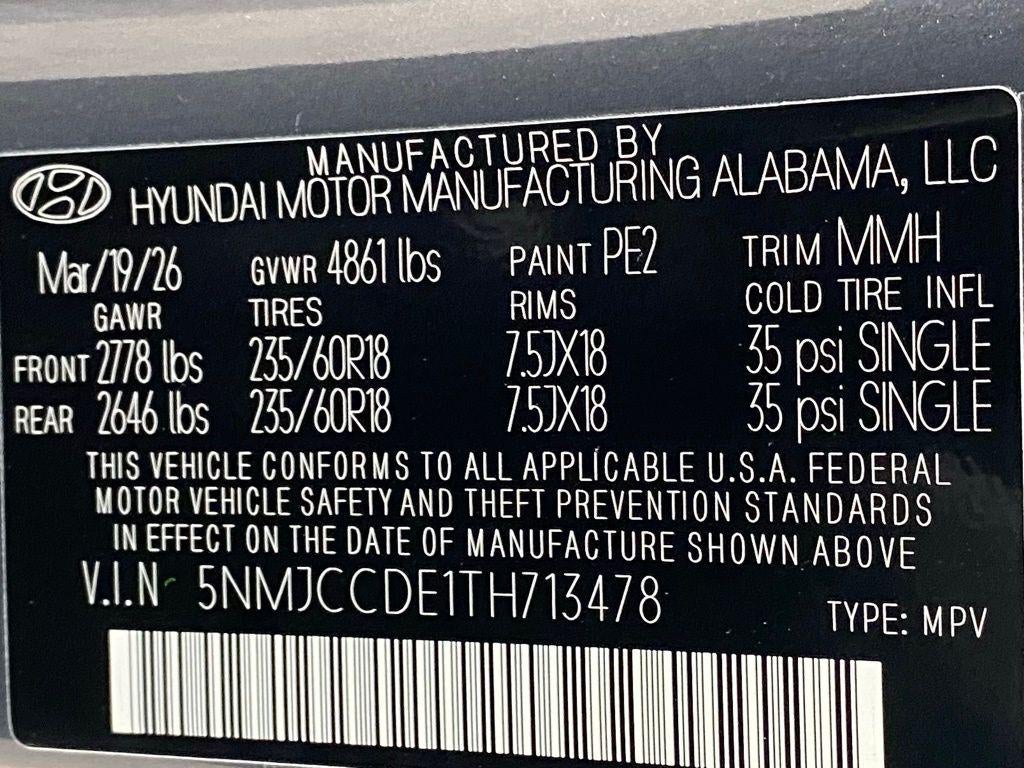 MANUFACTURED BY
HYUNDAI MOTOR MANUFACTURING ALABAMA, LLC
Mar/19/26 GVWR 4861 lbs PAINT PE2 TRIM MMH
GAWR TIRES RIMS COLD TIRE INFL
FRONT 2778 lbs 235/60R18 7.5JX18 35 psi SINGLE
REAR 2646 lbs 235/60R18 7.5JX18 35 psi SINGLE
THIS VEHICLE CONFORMS TO ALL APPLICABLE U.S.A. FEDERAL
MOTOR VEHICLE SAFETY AND THEFT PREVENTION STANDARDS
IN EFFECT ON THE DATE OF MANUFACTURE SHOWN ABOVE
V.I.N 5NMJCCDE1TH713478
TYPE: MPV